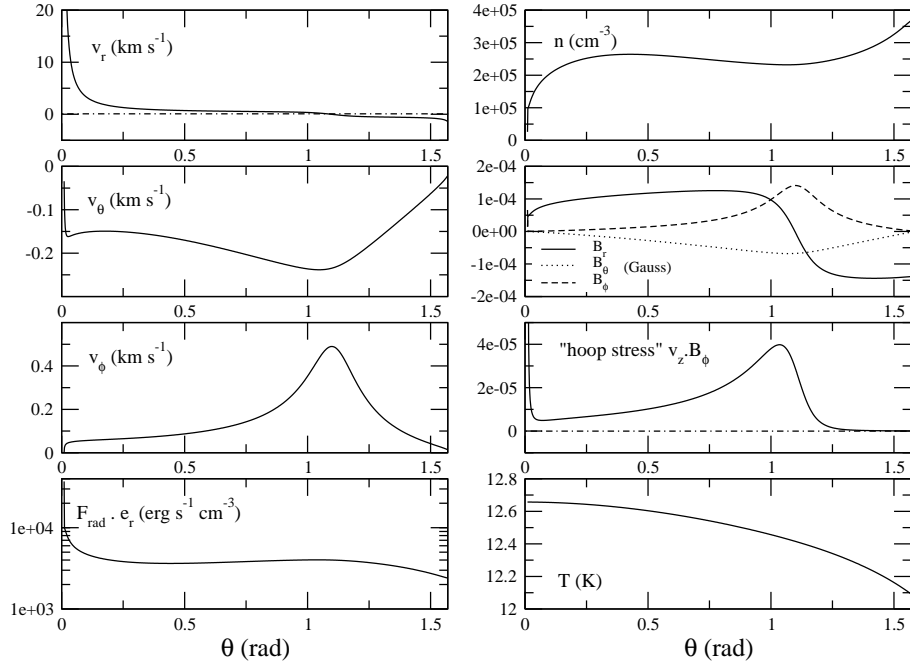 20
10
0
v_r (km s^-1)
0 0.5 1 1.5
4e+05
3e+05
2e+05
1e+05
0
n (cm^-3)
0 0.5 1 1.5
0
-0.1
-0.2
-0.3
v_θ (km s^-1)
0 0.5 1 1.5
2e-04
1e-04
0e+00
-1e-04
-2e-04
B_r
B_θ (Gauss)
B_ϕ
0 0.5 1 1.5
0.4
0.2
0
v_ϕ (km s^-1)
0 0.5 1 1.5
4e-05
2e-05
0
"hoop stress" v_z.B_ϕ
0 0.5 1 1.5
1e+04
1e+03
F_rad . e_r (erg s^-1 cm^-3)
0 0.5 1 1.5
θ (rad)
12.8
12.6
12.4
12.2
12
T (K)
0 0.5 1 1.5
θ (rad)